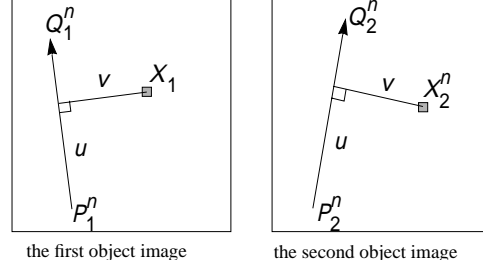 Q₁ⁿ
v X₁
u
P₁ⁿ
the first object image
Q₂ⁿ
v X₂ⁿ
u
P₂ⁿ
the second object image